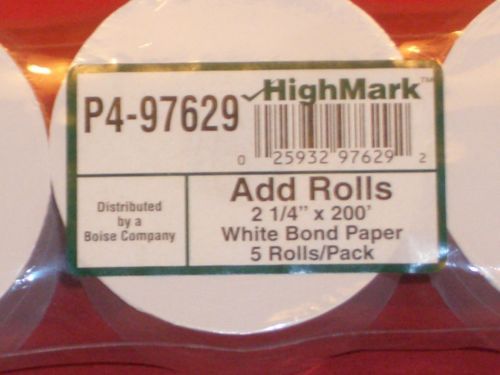 P4-97629
HighMark™
0 25932 97629 2
Distributed
by a
Boise Company
Add Rolls
2 1/4" x 200'
White Bond Paper
5 Rolls/Pack